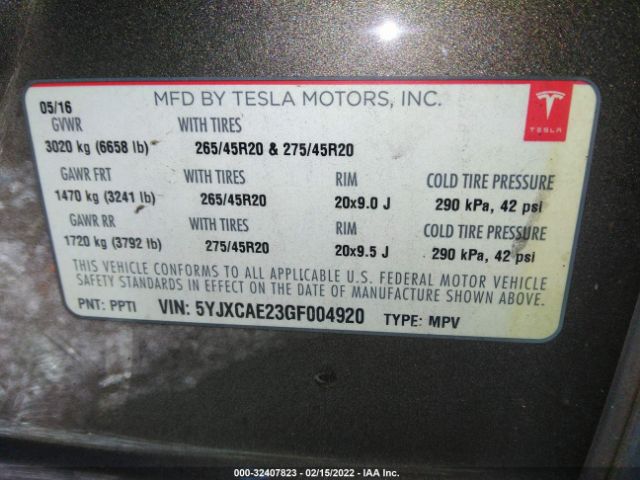 05/16 MFD BY TESLA MOTORS, INC.
TESLA
GVWR WITH TIRES
3020 kg (6658 lb) 265/45R20 & 275/45R20
GAWR FRT WITH TIRES RIM COLD TIRE PRESSURE
1470 kg (3241 lb) 265/45R20 20x9.0 J 290 kPa, 42 psi
GAWR RR WITH TIRES RIM COLD TIRE PRESSURE
1720 kg (3792 lb) 275/45R20 20x9.5 J 290 kPa, 42 psi
THIS VEHICLE CONFORMS TO ALL APPLICABLE U.S. FEDERAL MOTOR VEHICLE
SAFETY STANDARDS IN EFFECT ON THE DATE OF MANUFACTURE SHOWN ABOVE.
PNT: PPTI VIN: 5YJXCAE23GF004920 TYPE: MPV
000-32407823 - 02/15/2022 - IAA Inc.